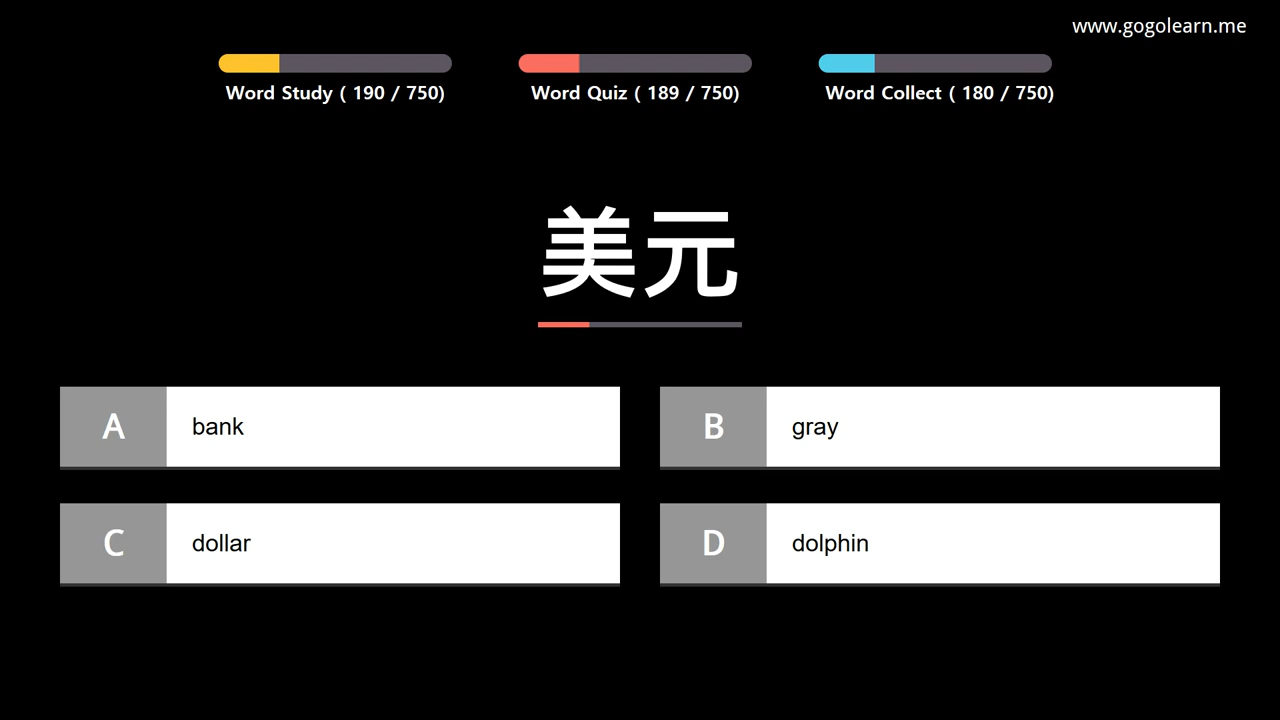 www.gogolearn.me
Word Study ( 190 / 750)
Word Quiz ( 189 / 750)
Word Collect ( 180 / 750)
美元
A bank
B gray
C dollar
D dolphin